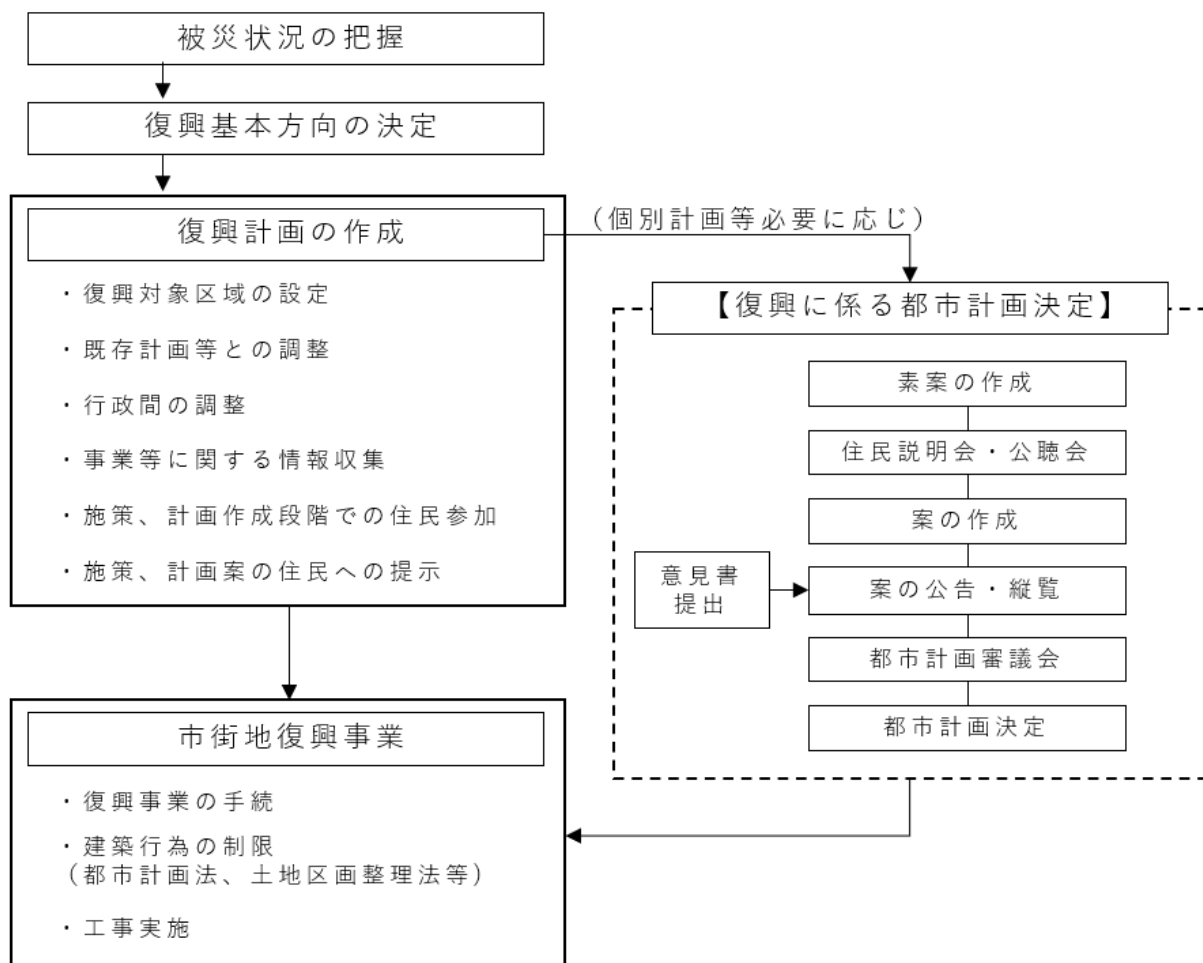 被災状況の把握
復興基本方向の決定
復興計画の作成
・復興対象区域の設定
・既存計画等との調整
・行政間の調整
・事業等に関する情報収集
・施策、計画作成段階での住民参加
・施策、計画案の住民への提示
(個別計画等必要に応じ)
【復興に係る都市計画決定】
素案の作成
住民説明会・公聴会
案の作成
意見書
提出
案の公告・縦覧
都市計画審議会
都市計画決定
市街地復興事業
・復興事業の手続
・建築行為の制限
(都市計画法、土地区画整理法等)
・工事実施